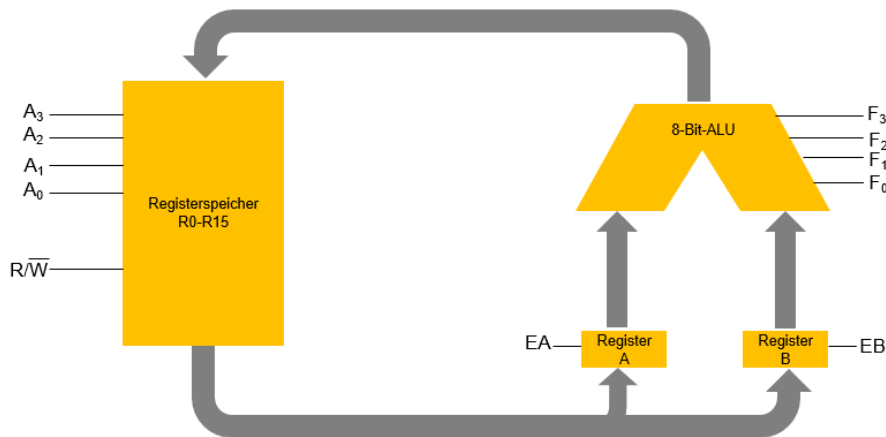 A3
A2
A1
A0
R/W̅
Registerspeicher
R0-R15
8-Bit-ALU
F3
F2
F1
F0
EA
Register
A
Register
B
EB